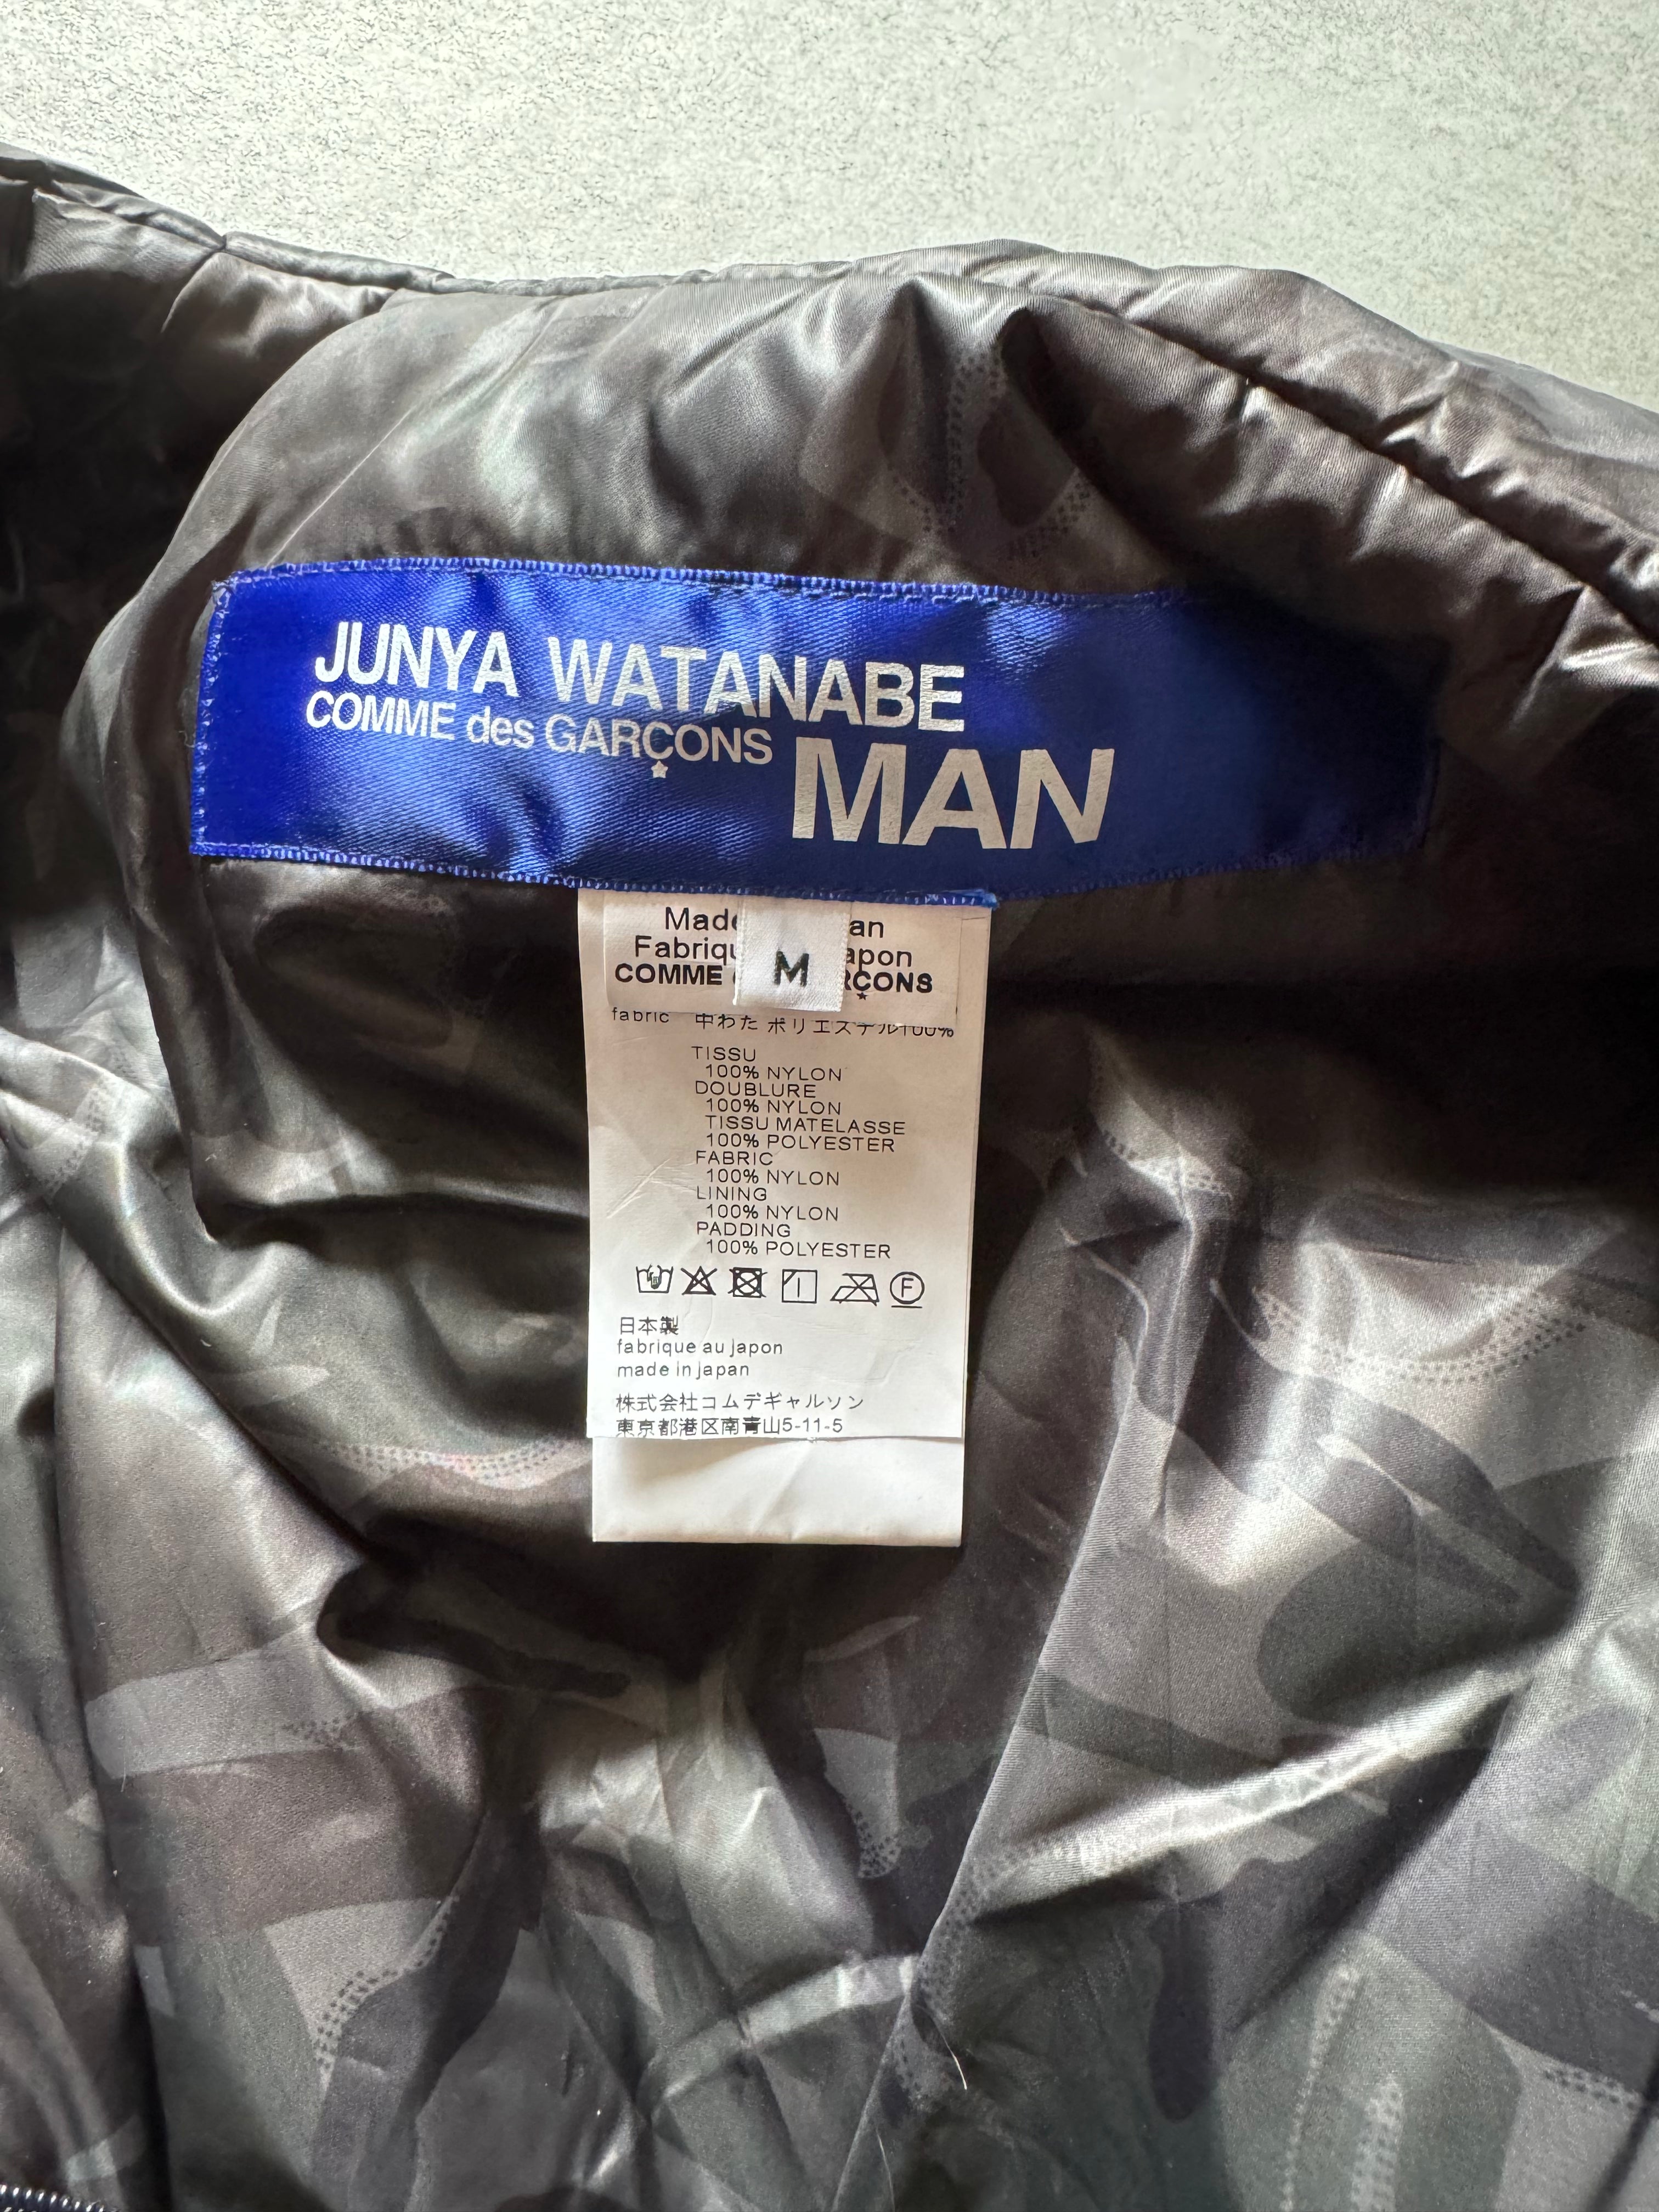 JUNYA WATANABE
COMME des GARÇONS
MAN
Made an
Fabriqu apon
M
COMME RÇONS
fabric 中わた ポリエステル100%
TISSU
100% NYLON
DOUBLURE
100% NYLON
TISSU MATELASSE
100% POLYESTER
FABRIC
100% NYLON
LINING
100% NYLON
PADDING
100% POLYESTER
F
日本製
fabrique au japon
made in japan
株式会社コムデギャルソン
東京都港区南青山5-11-5